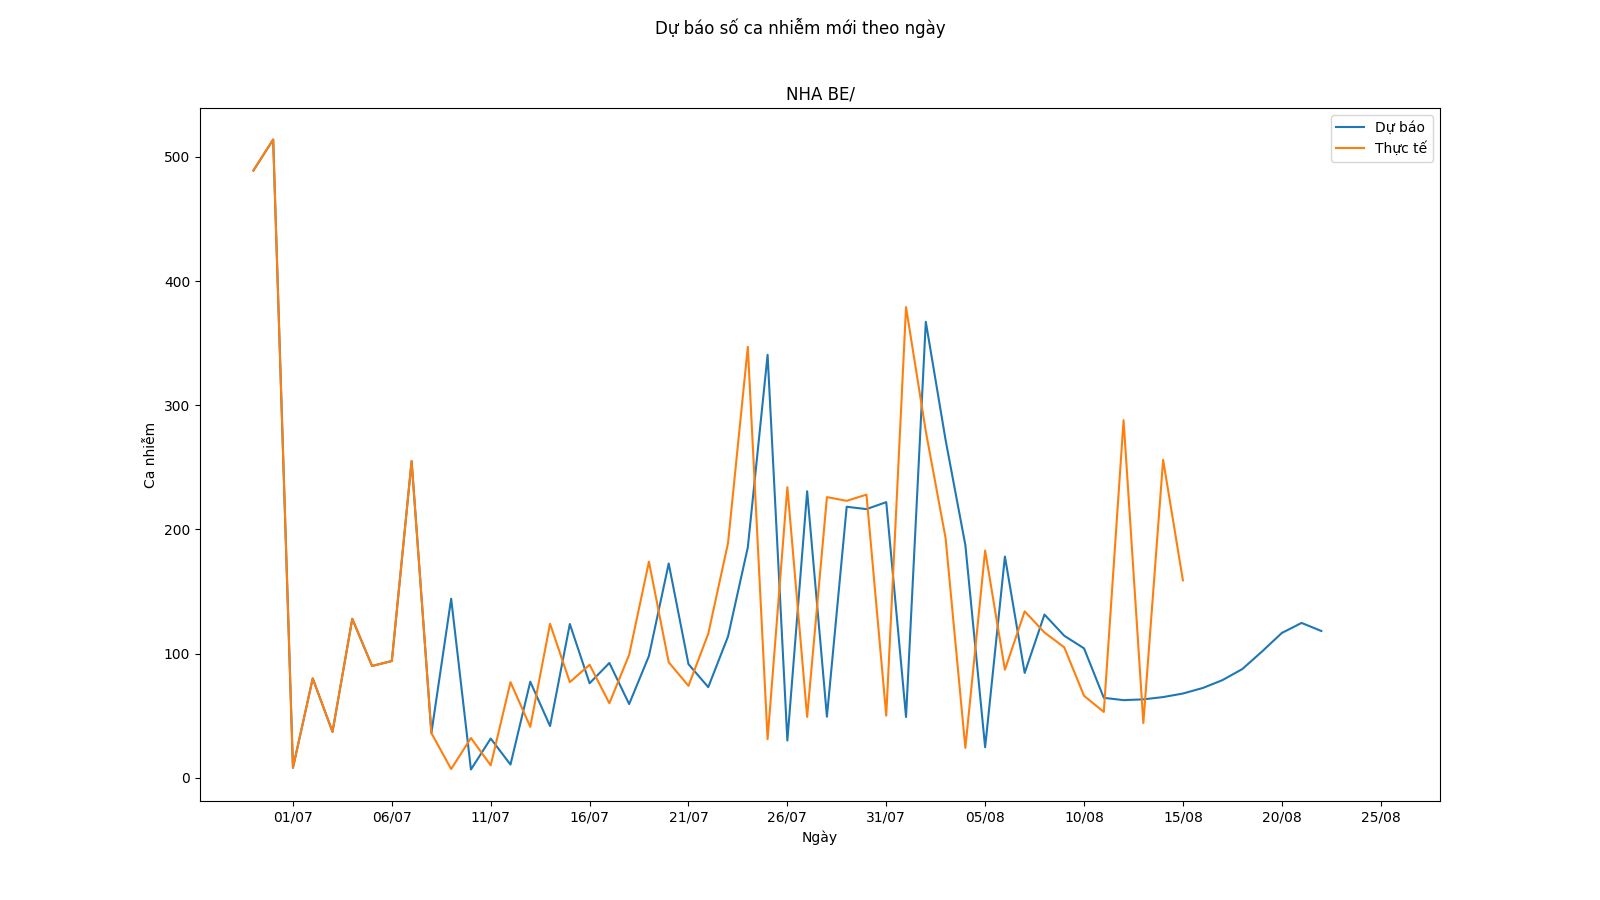 Dự báo số ca nhiễm mới theo ngày
NHA BE/
Dự báo
Thực tế
500
400
300
200
100
0
Ca nhiễm
01/07 06/07 11/07 16/07 21/07 26/07 31/07 05/08 10/08 15/08 20/08 25/08
Ngày